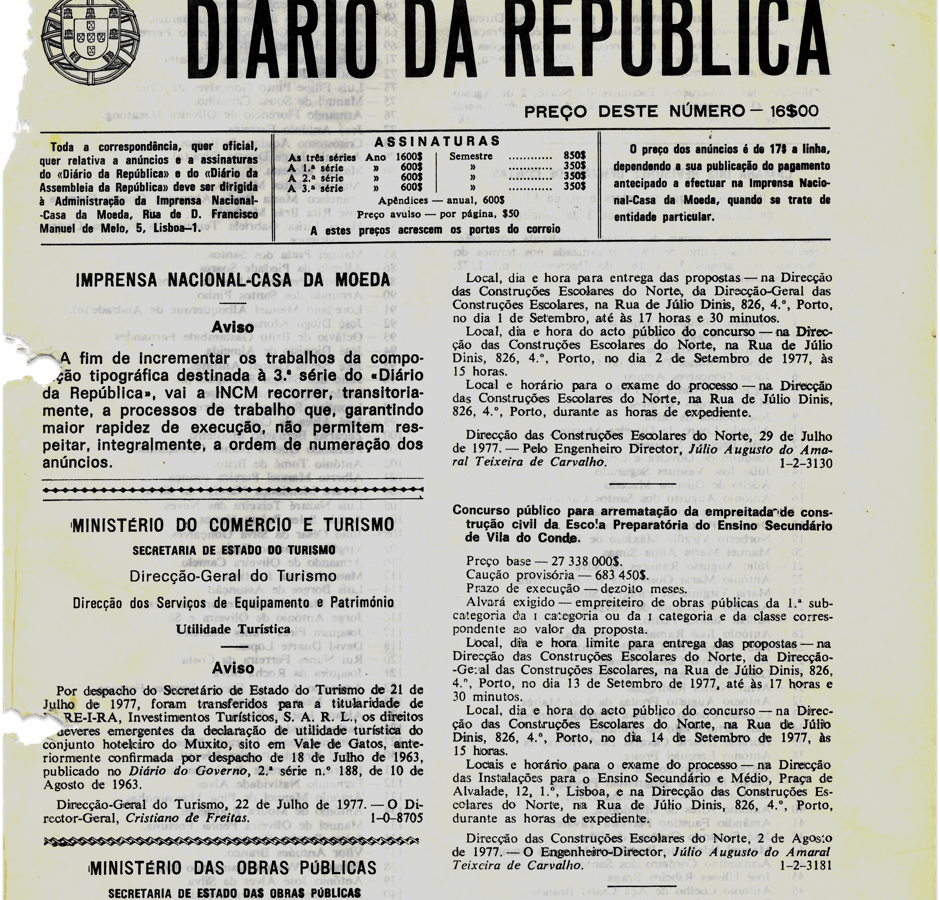 DIÁRIO DA REPÚBLICA
PREÇO DESTE NÚMERO — 16$00
Toda a correspondência, quer oficial,
quer relativa a anúncios e a assinaturas
do «Diário da República» e do «Diário da
Assembleia da República» deve ser dirigida
à Administração da Imprensa Nacional-
-Casa da Moeda, Rua de D. Francisco
Manuel de Melo, 5, Lisboa—1.
ASSINATURAS
As três séries Ano 1600$ Semestre ............ 850$
A 1.ª série » 600$ » ............ 350$
A 2.ª série » 600$ » ............ 350$
A 3.ª série » 600$ » ............ 350$
Apêndices — anual, 600$
Preço avulso — por página, $50
A estes preços acrescem os portes do correio
O preço dos anúncios é de 17$ a linha,
dependendo a sua publicação do pagamento
antecipado a efectuar na Imprensa Nacio-
nal-Casa da Moeda, quando se trate de
entidade particular.
IMPRENSA NACIONAL-CASA DA MOEDA
Aviso
A fim de incrementar os trabalhos da compo-
ção tipográfica destinada à 3.ª série do «Diário
da República», vai a INCM recorrer, transitoria-
mente, a processos de trabalho que, garantindo
maior rapidez de execução, não permitem res-
peitar, integralmente, a ordem de numeração dos
anúncios.
MINISTÉRIO DO COMÉRCIO E TURISMO
SECRETARIA DE ESTADO DO TURISMO
Direcção-Geral do Turismo
Direcção dos Serviços de Equipamento e Património
Utilidade Turística
Aviso
Por despacho do Secretário de Estado do Turismo de 21 de
Julho de 1977, foram transferidos para a titularidade de
RE-I-RA, Investimentos Turísticos, S. A. R. L., os direitos
deveres emergentes da declaração de utilidade turística do
conjunto hoteleiro do Muxito, sito em Vale de Gatos, ante-
riormente confirmada por despacho de 18 de Julho de 1963,
publicado no Diário do Governo, 2.ª série n.º 188, de 10 de
Agosto de 1963.
Direcção-Geral do Turismo, 22 de Julho de 1977. — O Di-
rector-Geral, Cristiano de Freitas. 1-0-8705
MINISTÉRIO DAS OBRAS PÚBLICAS
SECRETARIA DE ESTADO DAS OBRAS PÚBLICAS
Local, dia e hora para entrega das propostas — na Direcção
das Construções Escolares do Norte, da Direcção-Geral das
Construções Escolares, na Rua de Júlio Dinis, 826, 4.º, Porto,
no dia 1 de Setembro, até às 17 horas e 30 minutos.
Local, dia e hora do acto público do concurso — na Direc-
ção das Construções Escolares do Norte, na Rua de Júlio
Dinis, 826, 4.º, Porto, no dia 2 de Setembro de 1977, às
15 horas.
Local e horário para o exame do processo — na Direcção
das Construções Escolares do Norte, na Rua de Júlio Dinis,
826, 4.º, Porto, durante as horas de expediente.
Direcção das Construções Escolares do Norte, 29 de Julho
de 1977. — Pelo Engenheiro Director, Júlio Augusto do Ama-
ral Teixeira de Carvalho. 1-2-3130
Concurso público para arrematação da empreitada de cons-
trução civil da Escola Preparatória do Ensino Secundário
de Vila do Conde.
Preço base — 27 338 000$.
Caução provisória — 683 450$.
Prazo de execução — dezoito meses.
Alvará exigido — empreiteiro de obras públicas da 1.ª sub-
categoria da I categoria ou da I categoria e da classe corres-
pondente ao valor da proposta.
Local, dia e hora limite para entrega das propostas — na
Direcção das Construções Escolares do Norte, da Direcção-
-Geral das Construções Escolares, na Rua de Júlio Dinis, 826,
4.º, Porto, no dia 13 de Setembro de 1977, até às 17 horas e
30 minutos.
Local, dia e hora do acto público do concurso — na Direc-
ção das Construções Escolares do Norte, na Rua de Júlio
Dinis, 826, 4.º, Porto, no dia 14 de Setembro de 1977, às
15 horas.
Locais e horário para o exame do processo — na Direcção
das Instalações para o Ensino Secundário e Médio, Praça de
Alvalade, 12, 1.º, Lisboa, e na Direcção das Construções Es-
colares do Norte, na Rua de Júlio Dinis, 826, 4.º, Porto,
durante as horas de expediente.
Direcção das Construções Escolares do Norte, 2 de Agosto
de 1977. — O Engenheiro-Director, Júlio Augusto do Amaral
Teixeira de Carvalho. 1-2-3181